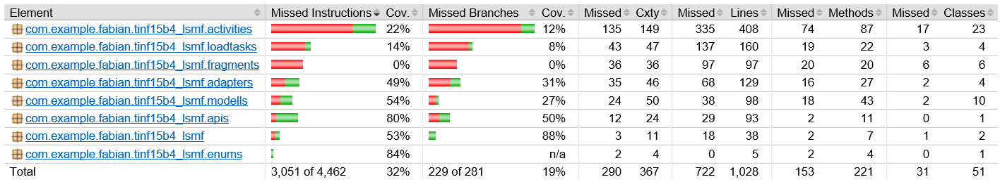 Element Missed Instructions Cov. Missed Branches Cov. Missed Cxty Missed Lines Missed Methods Missed Classes
com.example.fabian.tinf15b4_lsmf.activities 22% 12% 135 149 335 408 74 87 17 23
com.example.fabian.tinf15b4_lsmf.loadtasks 14% 8% 43 47 137 160 19 22 3 4
com.example.fabian.tinf15b4_lsmf.fragments 0% 0% 36 36 97 97 20 20 6 6
com.example.fabian.tinf15b4_lsmf.adapters 49% 31% 35 46 68 129 16 27 2 4
com.example.fabian.tinf15b4_lsmf.modells 54% 27% 24 50 38 98 18 43 2 10
com.example.fabian.tinf15b4_lsmf.apis 80% 50% 12 24 29 93 2 11 0 1
com.example.fabian.tinf15b4_lsmf 53% 88% 3 11 18 38 2 7 1 2
com.example.fabian.tinf15b4_lsmf.enums 84% n/a 2 4 0 5 2 4 0 1
Total 3,051 of 4,462 32% 229 of 281 19% 290 367 722 1,028 153 221 31 51